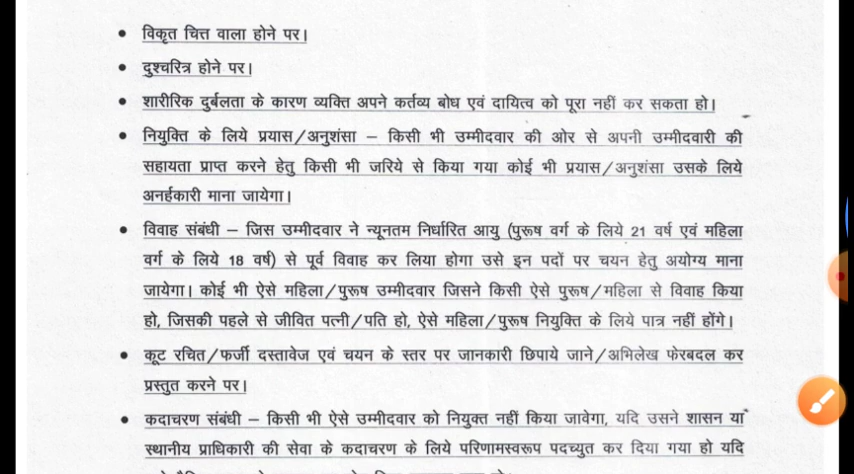 • विकृत चित्त वाला होने पर।
• दुश्चरित्र होने पर।
• शारीरिक दुर्बलता के कारण व्यक्ति अपने कर्तव्य बोध एवं दायित्व को पूरा नहीं कर सकता हो।
• नियुक्ति के लिये प्रयास/अनुशंसा – किसी भी उम्मीदवार की ओर से अपनी उम्मीदवारी की
सहायता प्राप्त करने हेतु किसी भी जरिये से किया गया कोई भी प्रयास/अनुशंसा उसके लिये
अनर्हकारी माना जायेगा।
• विवाह संबंधी – जिस उम्मीदवार ने न्यूनतम निर्धारित आयु (पुरूष वर्ग के लिये 21 वर्ष एवं महिला
वर्ग के लिये 18 वर्ष) से पूर्व विवाह कर लिया होगा उसे इन पदों पर चयन हेतु अयोग्य माना
जायेगा। कोई भी ऐसे महिला/पुरूष उम्मीदवार जिसने किसी ऐसे पुरूष/महिला से विवाह किया
हो, जिसकी पहले से जीवित पत्नी/पति हो, ऐसे महिला/पुरूष नियुक्ति के लिये पात्र नहीं होंगे।
• कूट रचित/फर्जी दस्तावेज एवं चयन के स्तर पर जानकारी छिपाये जाने/अभिलेख फेरबदल कर
प्रस्तुत करने पर।
• कदाचरण संबंधी – किसी भी ऐसे उम्मीदवार को नियुक्त नहीं किया जावेगा, यदि उसने शासन या
स्थानीय प्राधिकारी की सेवा के कदाचरण के लिये परिणामस्वरूप पदच्युत कर दिया गया हो यदि